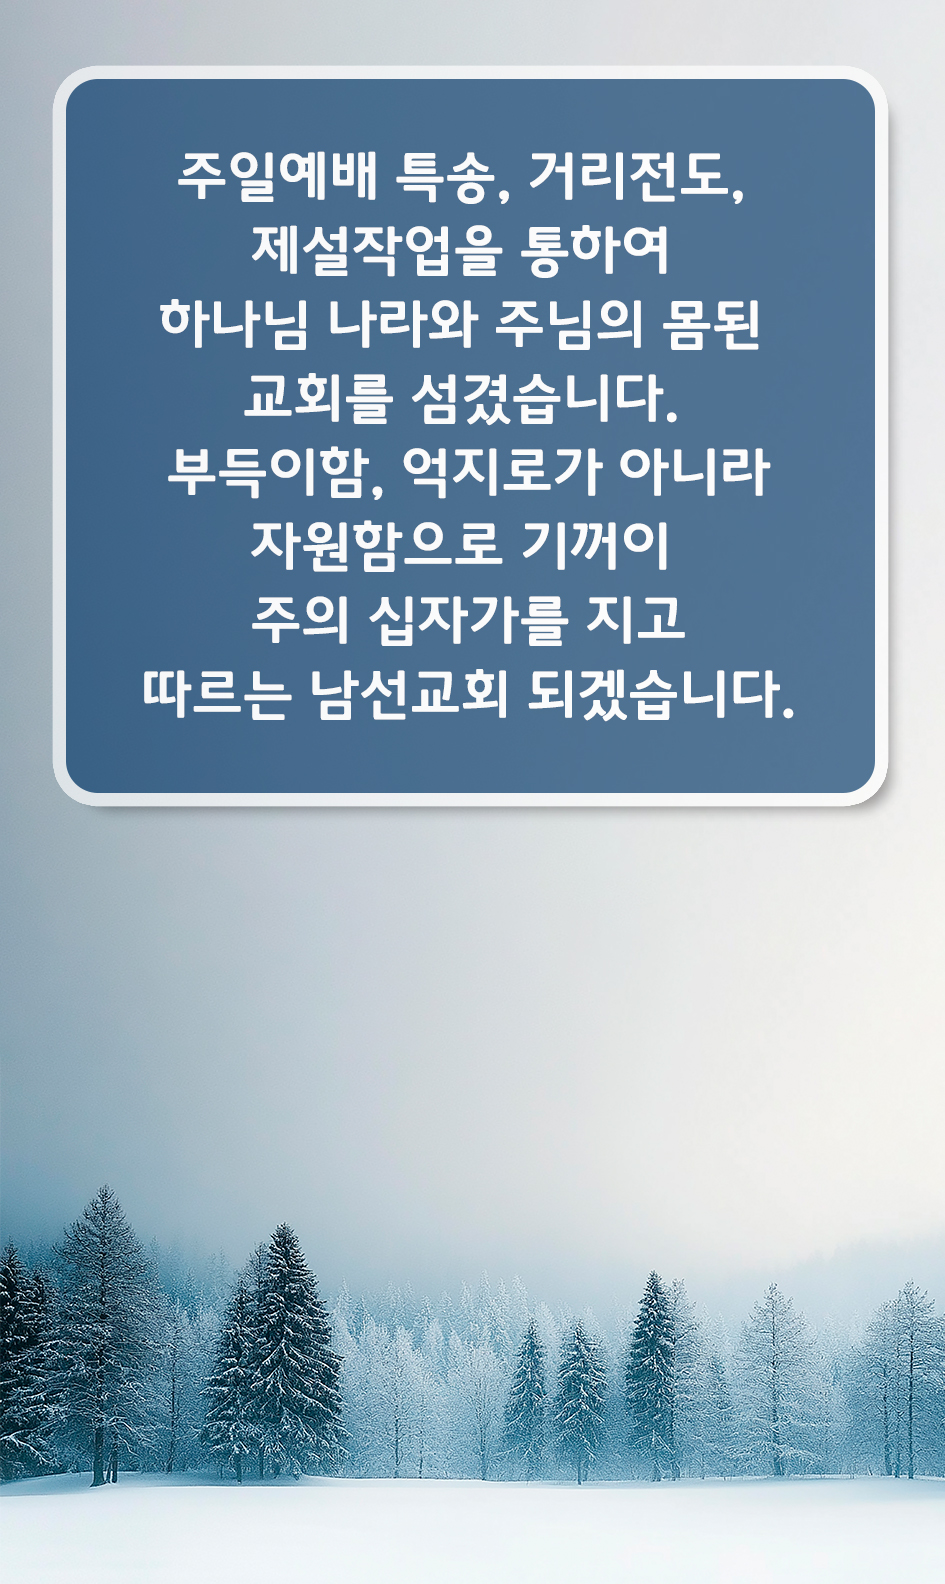 주일예배 특송, 거리전도,
제설작업을 통하여
하나님 나라와 주님의 몸된
교회를 섬겼습니다.
부득이함, 억지로가 아니라
자원함으로 기꺼이
주의 십자가를 지고
따르는 남선교회 되겠습니다.